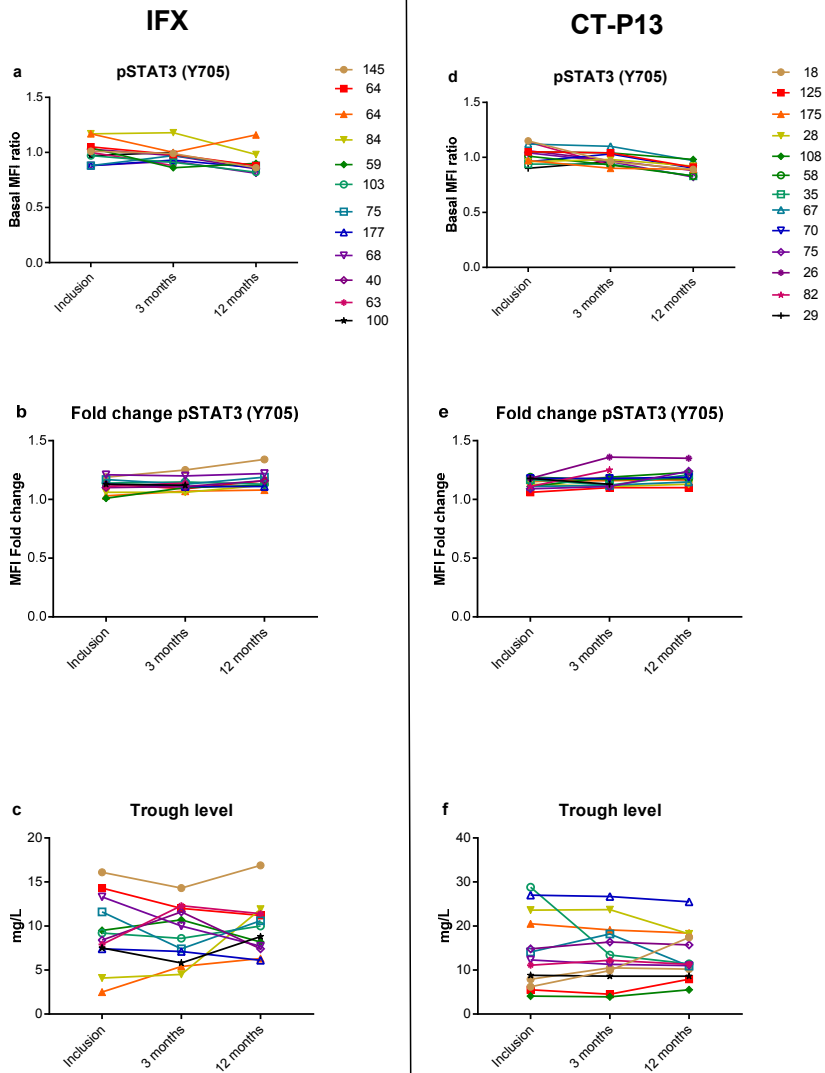 IFX
a
pSTAT3 (Y705)
Basal MFI ratio
1.5
1.0
0.5
0.0
Inclusion
3 months
12 months
145
64
64
84
59
103
75
177
68
40
63
100
b
Fold change pSTAT3 (Y705)
MFI Fold change
1.5
1.0
0.5
0.0
Inclusion
3 months
12 months
c
Trough level
mg/L
20
15
10
5
0
Inclusion
3 months
12 months
CT-P13
d
pSTAT3 (Y705)
Basal MFI ratio
1.5
1.0
0.5
0.0
Inclusion
3 months
12 months
18
125
175
28
108
58
35
67
70
75
26
82
29
e
Fold change pSTAT3 (Y705)
MFI Fold change
1.5
1.0
0.5
0.0
Inclusion
3 months
12 months
f
Trough level
mg/L
40
30
20
10
0
Inclusion
3 months
12 months